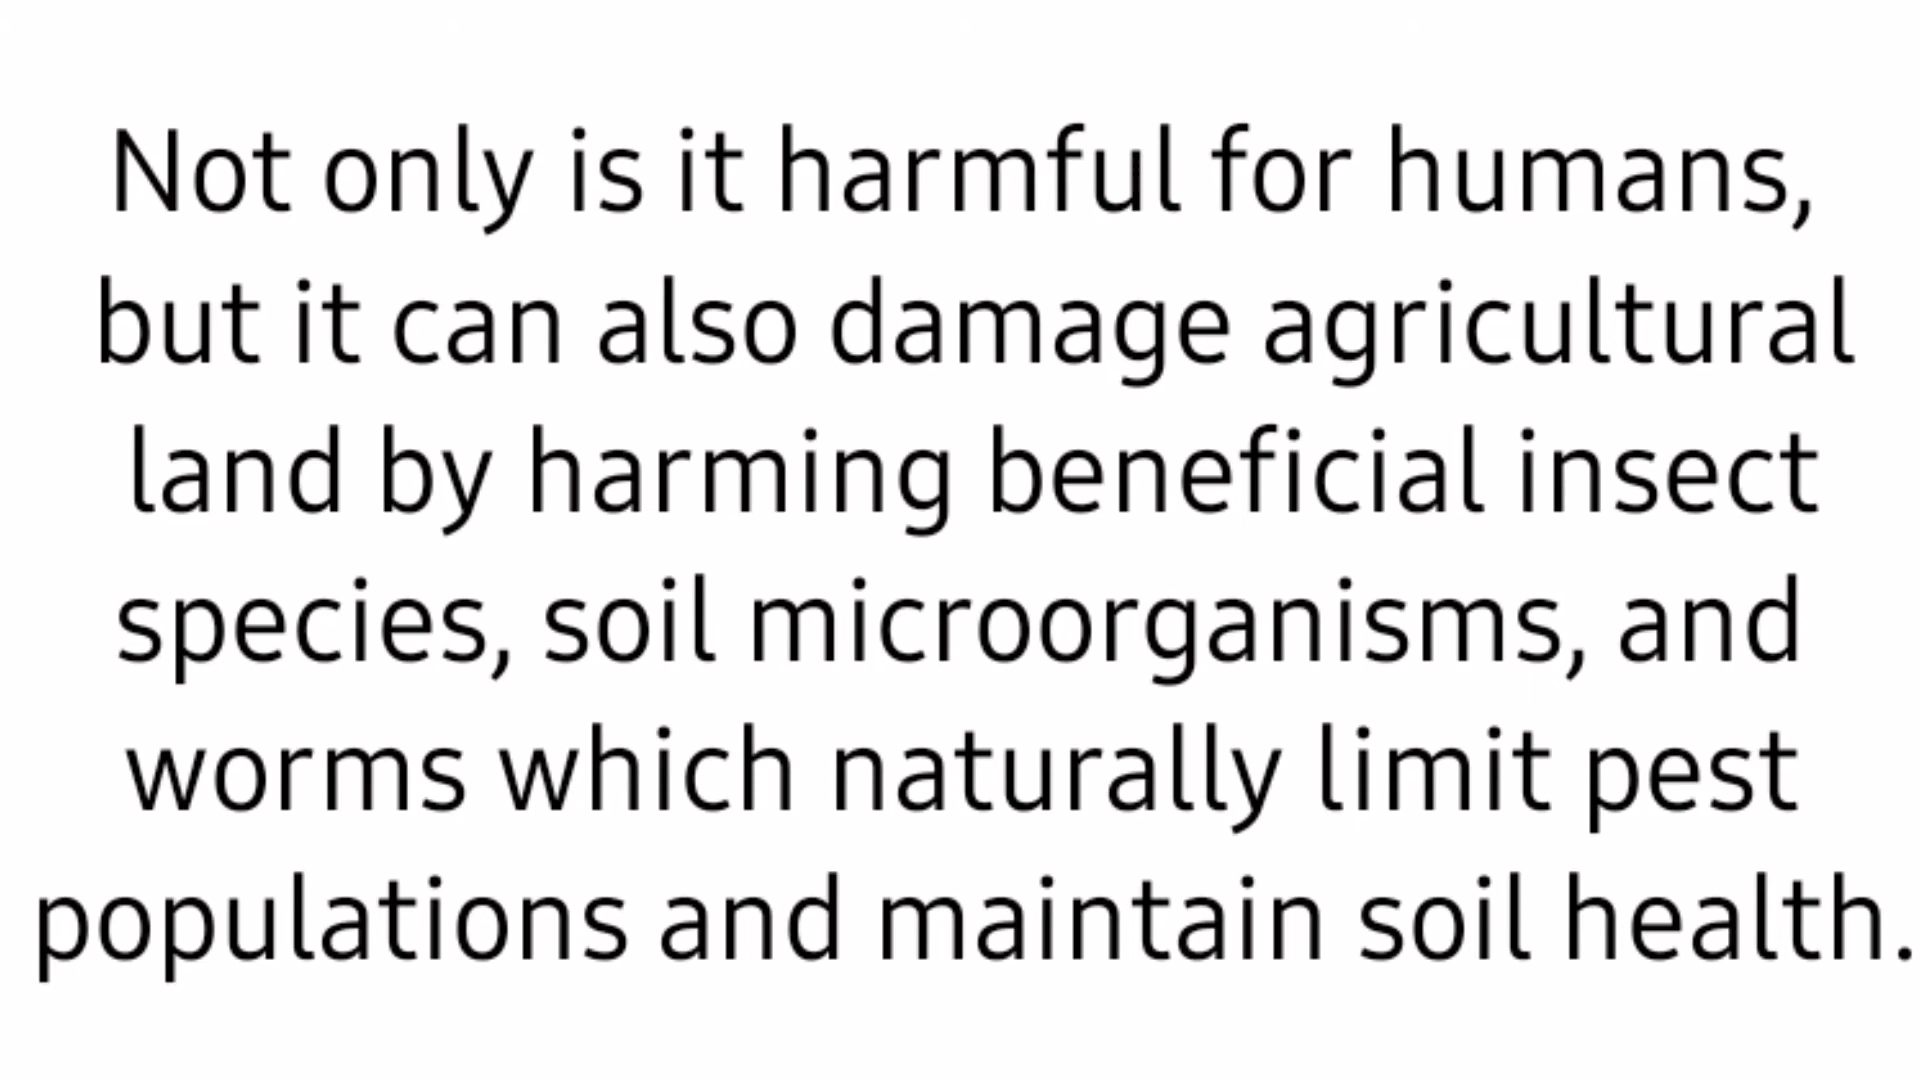 Not only is it harmful for humans,
but it can also damage agricultural
land by harming beneficial insect
species, soil microorganisms, and
worms which naturally limit pest
populations and maintain soil health.